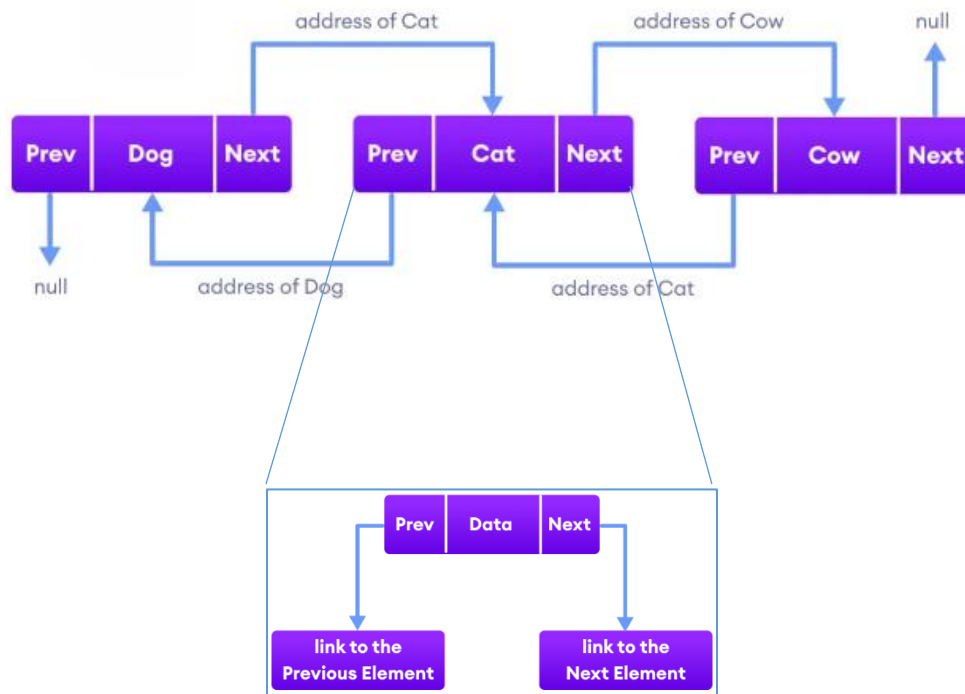 address of Cat
address of Cow
null
Prev
Dog
Next
Prev
Cat
Next
Prev
Cow
Next
null
address of Dog
address of Cat
Prev
Data
Next
link to the
Previous Element
link to the
Next Element